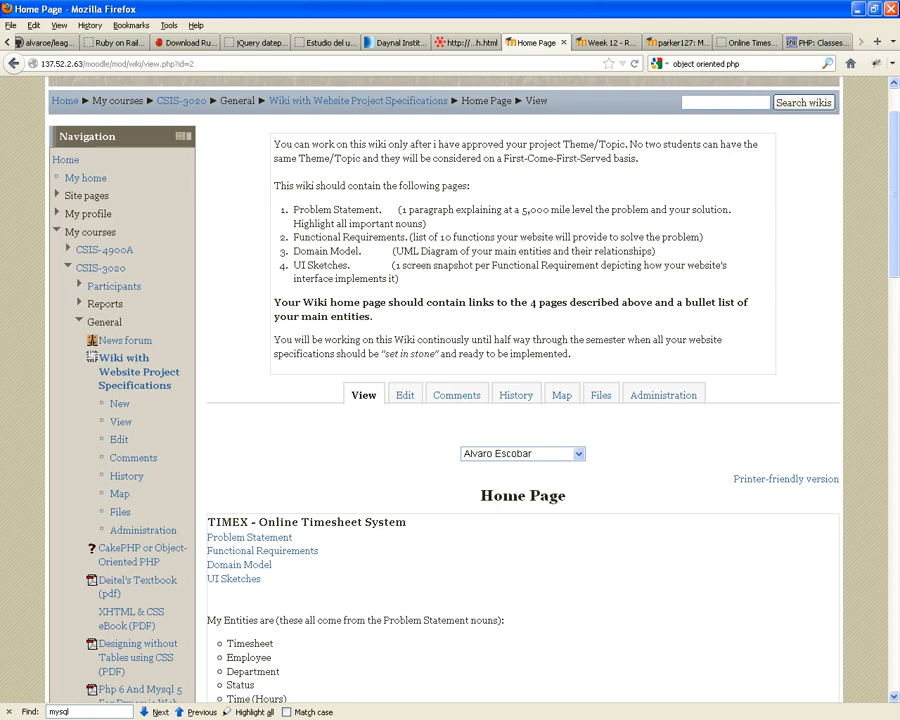 Home Page - Mozilla Firefox
File Edit View History Bookmarks Tools Help
alvaroe/leag... Ruby on Rail... Download Ru... jQuery datep... Estudio del u... Daynal Instit... http://...h.html Home Page Week 12 - R... parker127: M... Online Times... PHP: Classes...
137.52.2.63/moodle/mod/wiki/view.php?id=2
object oriented php
Home ► My courses ► CSIS-3020 ► General ► Wiki with Website Project Specifications ► Home Page ► View
Search wikis
Navigation
Home
My home
Site pages
My profile
My courses
CSIS-4900A
CSIS-3020
Participants
Reports
General
News forum
Wiki with
Website Project
Specifications
New
View
Edit
Comments
History
Map
Files
Administration
CakePHP or Object-
Oriented PHP
Deitel's Textbook
(pdf)
XHTML & CSS
eBook (PDF)
Designing without
Tables using CSS
(PDF)
Php 6 And Mysql 5
For Dynamic Web
You can work on this wiki only after i have approved your project Theme/Topic. No two students can have the
same Theme/Topic and they will be considered on a First-Come-First-Served basis.
This wiki should contain the following pages:
1. Problem Statement. (1 paragraph explaining at a 5,000 mile level the problem and your solution.
Highlight all important nouns)
2. Functional Requirements. (list of 10 functions your website will provide to solve the problem)
3. Domain Model. (UML Diagram of your main entities and their relationships)
4. UI Sketches. (1 screen snapshot per Functional Requirement depicting how your website's
interface implements it)
Your Wiki home page should contain links to the 4 pages described above and a bullet list of
your main entities.
You will be working on this Wiki continously until half way through the semester when all your website
specifications should be "set in stone" and ready to be implemented.
View Edit Comments History Map Files Administration
Alvaro Escobar
Printer-friendly version
Home Page
TIMEX - Online Timesheet System
Problem Statement
Functional Requirements
Domain Model
UI Sketches
My Entities are (these all come from the Problem Statement nouns):
Timesheet
Employee
Department
Status
Time (Hours)
Find: mysql Next Previous Highlight all Match case